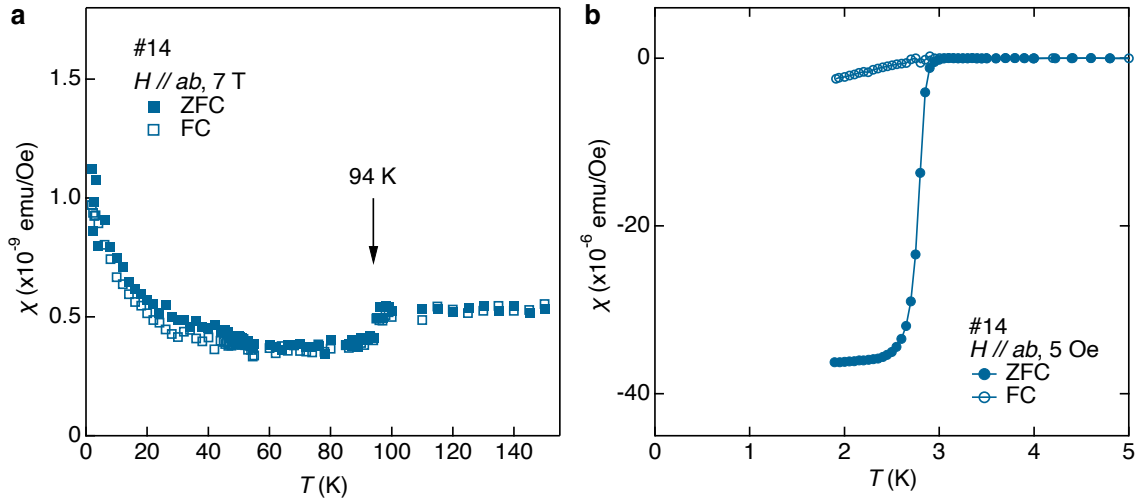 a
#14
H // ab, 7 T
ZFC
FC
94 K
1.5
1.0
0.5
0
χ (x10⁻⁹ emu/Oe)
0 20 40 60 80 100 120 140
T (K)
b
0
-20
-40
χ (x10⁻⁶ emu/Oe)
#14
H // ab, 5 Oe
ZFC
FC
0 1 2 3 4 5
T (K)